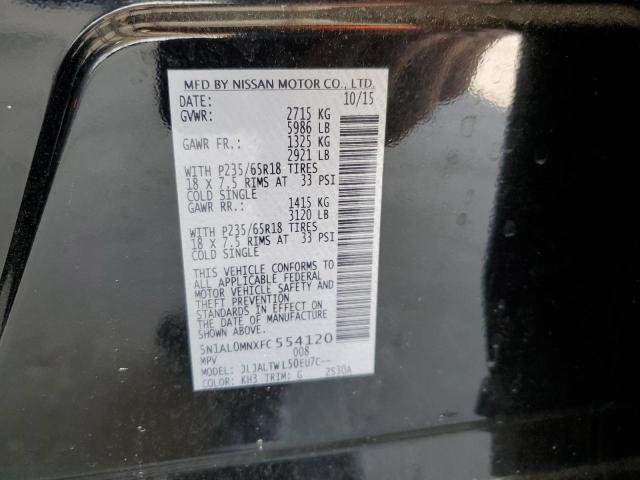 MFD BY NISSAN MOTOR CO., LTD.
DATE: 10/15
GVWR: 2715 KG
5986 LB
GAWR FR.: 1325 KG
2921 LB
WITH P235/65R18 TIRES
18 X 7.5 RIMS AT 33 PSI
COLD SINGLE
GAWR RR.: 1415 KG
3120 LB
WITH P235/65R18 TIRES
18 X 7.5 RIMS AT 33 PSI
COLD SINGLE
THIS VEHICLE CONFORMS TO
ALL APPLICABLE FEDERAL
MOTOR VEHICLE SAFETY AND
THEFT PREVENTION
STANDARDS IN EFFECT ON
DATE OF MANUFACTURE
5N1AL0MNXFC554120
MPV 008
MODEL: JLJALTWL50EU7C--
COLOR: KH3 TRIM: G 2S30A